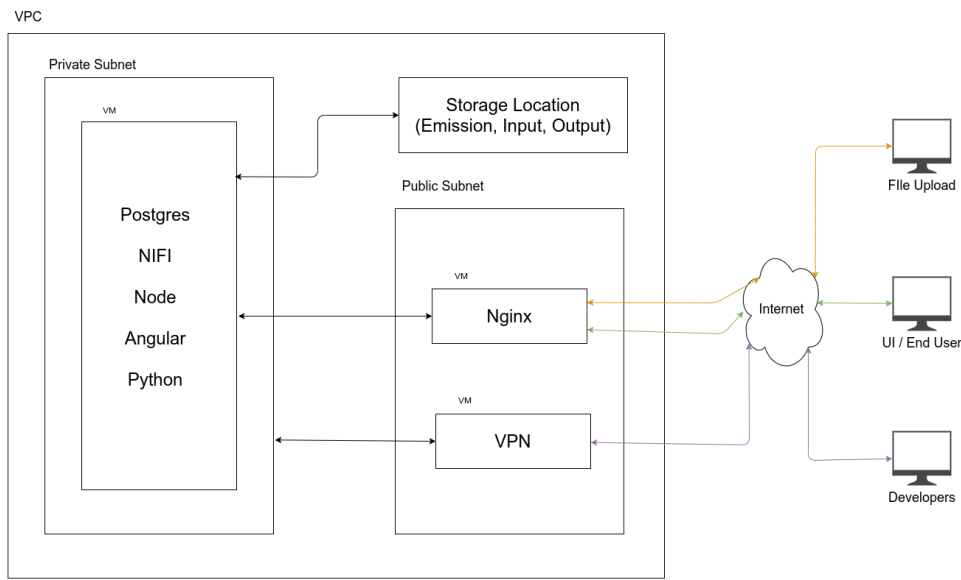 VPC
Private Subnet
VM
Postgres
NIFI
Node
Angular
Python
Storage Location
(Emission, Input, Output)
Public Subnet
VM
Nginx
VM
VPN
Internet
FIle Upload
UI / End User
Developers